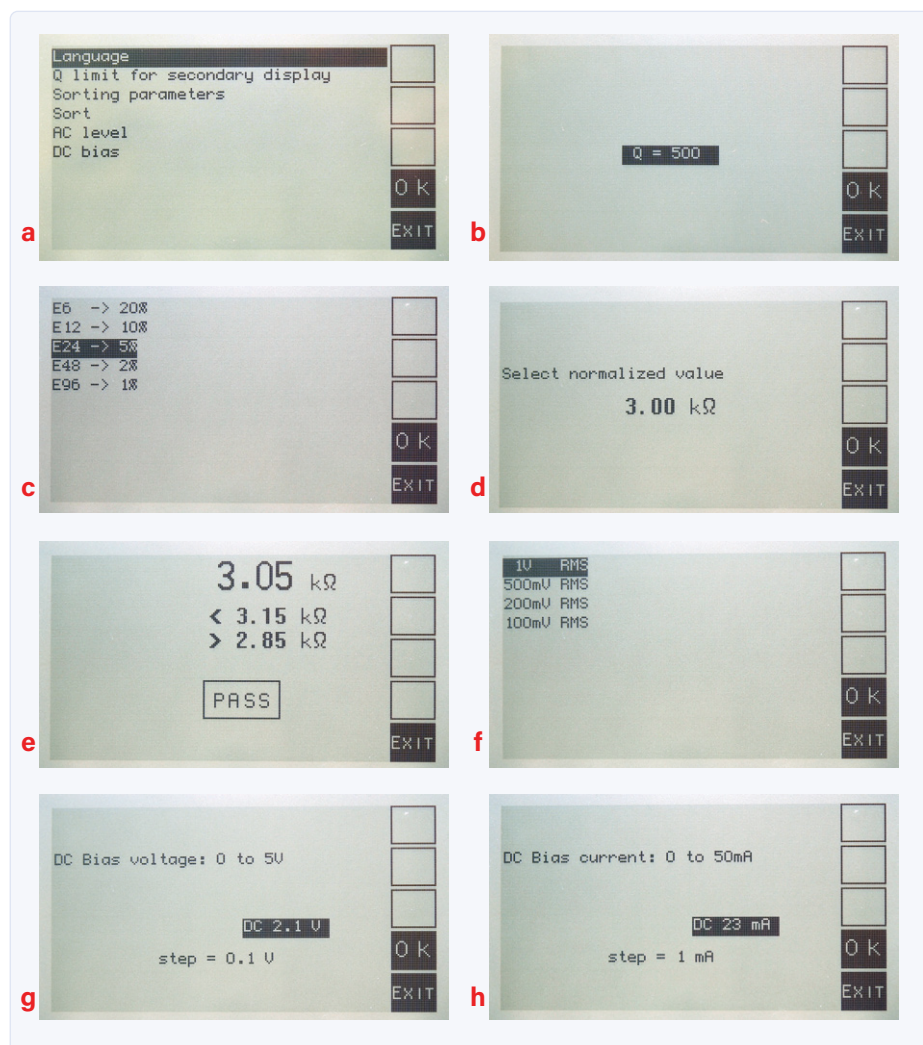 Language
Q limit for secondary display
Sorting parameters
Sort
AC level
DC bias
OK
EXIT
a
Q = 500
OK
EXIT
b
E6 -> 20%
E12 -> 10%
E24 -> 5%
E48 -> 2%
E96 -> 1%
OK
EXIT
c
Select normalized value
3.00 kΩ
OK
EXIT
d
3.05 kΩ
< 3.15 kΩ
> 2.85 kΩ
PASS
EXIT
e
1V RMS
500mV RMS
200mV RMS
100mV RMS
OK
EXIT
f
DC Bias voltage: 0 to 5V
DC 2.1 V
step = 0.1 V
OK
EXIT
g
DC Bias current: 0 to 50mA
DC 23 mA
step = 1 mA
OK
EXIT
h